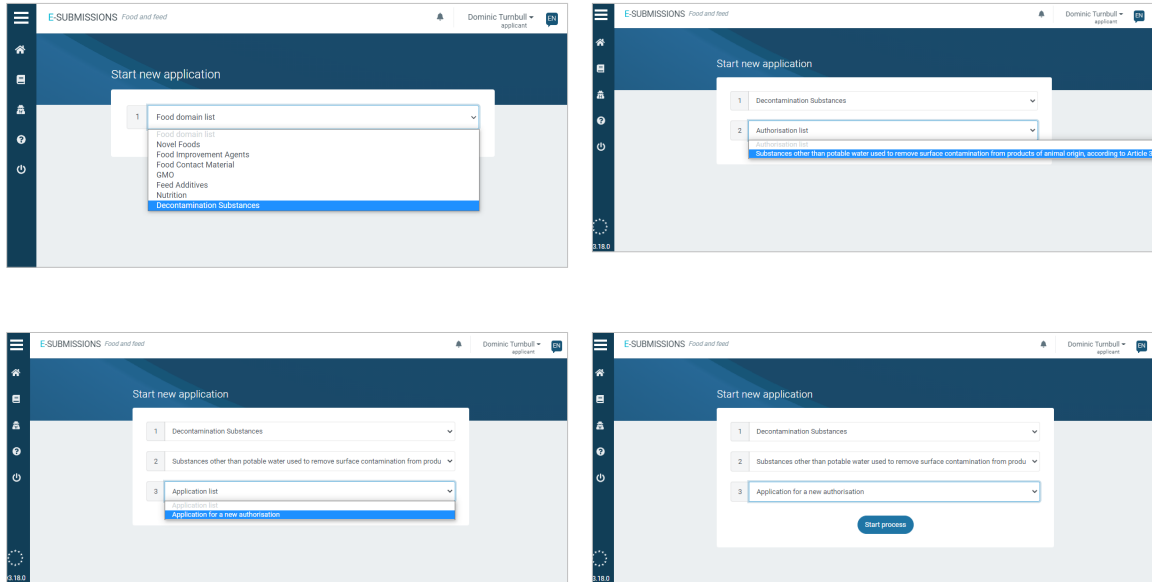 E-SUBMISSIONS Food and feed
Dominic Turnbull
applicant
EN
Start new application
1 Food domain list
Food domain list
Novel Foods
Food Improvement Agents
Food Contact Material
GMO
Feed Additives
Nutrition
Decontamination Substances
E-SUBMISSIONS Food and feed
Dominic Turnbull
applicant
EN
Start new application
1 Decontamination Substances
2 Authorisation list
Authorisation list
Substances other than potable water used to remove surface contamination from products of animal origin, according to Article 3
3.18.0
E-SUBMISSIONS Food and feed
Dominic Turnbull
applicant
EN
Start new application
1 Decontamination Substances
2 Substances other than potable water used to remove surface contamination from produ
3 Application list
Application list
Application for a new authorisation
v3.18.0
E-SUBMISSIONS Food and feed
Dominic Turnbull
applicant
EN
Start new application
1 Decontamination Substances
2 Substances other than potable water used to remove surface contamination from produ
3 Application for a new authorisation
Start process
3.18.0